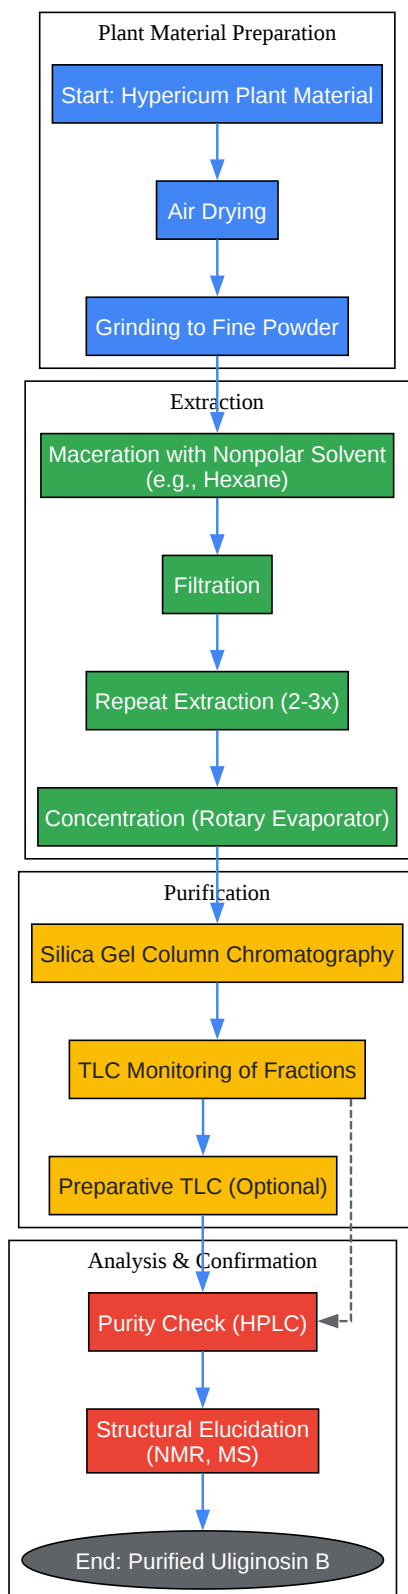 Plant Material Preparation
Start: Hypericum Plant Material
Air Drying
Grinding to Fine Powder
Extraction
Maceration with Nonpolar Solvent
(e.g., Hexane)
Filtration
Repeat Extraction (2-3x)
Concentration (Rotary Evaporator)
Purification
Silica Gel Column Chromatography
TLC Monitoring of Fractions
Preparative TLC (Optional)
Analysis & Confirmation
Purity Check (HPLC)
Structural Elucidation
(NMR, MS)
End: Purified Uliginosin B